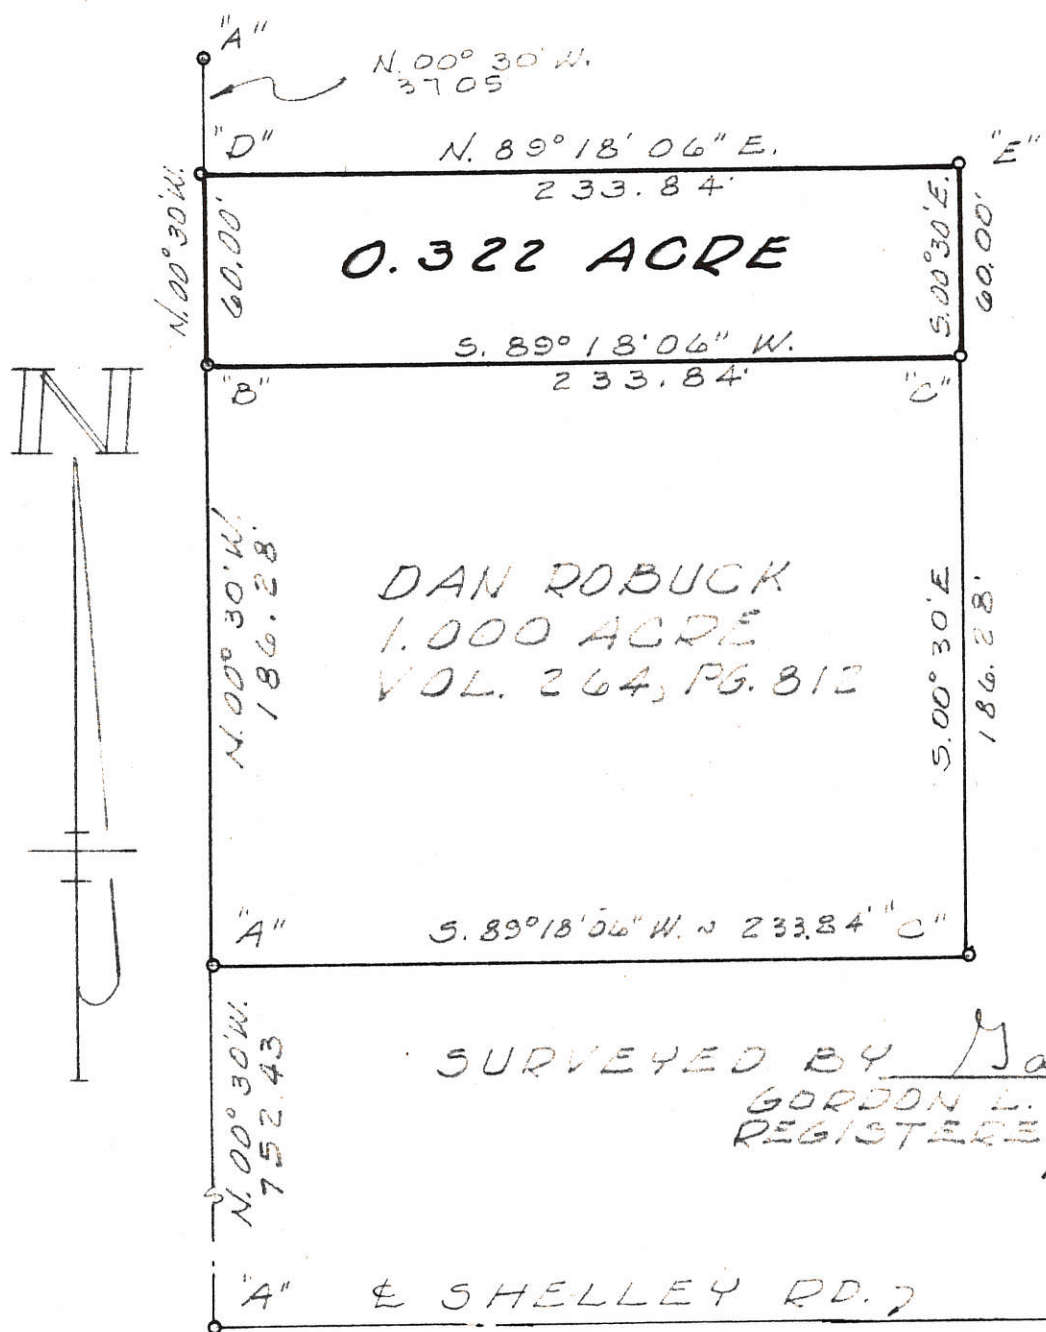 "A"
N. 00° 30' W.
3705
"D"
N. 89° 18' 06" E.
233.84'
"E"
N. 00° 30' W.
60.00'
0.322 ACRE
S. 00° 30' E.
60.00'
S. 89° 18' 06" W.
233.84'
"B"
"C"
N
N. 00° 30' W.
186.28'
DAN ROBUCK
1.000 ACRE
VOL. 264, PG. 812
S. 00° 30' E
186.28'
"A"
S. 89° 18' 06" W. ~ 233.84'
"C"
N. 00° 30' W.
752.43
SURVEYED BY
GORDON L.
REGISTERE
"A"
℄ SHELLEY RD.